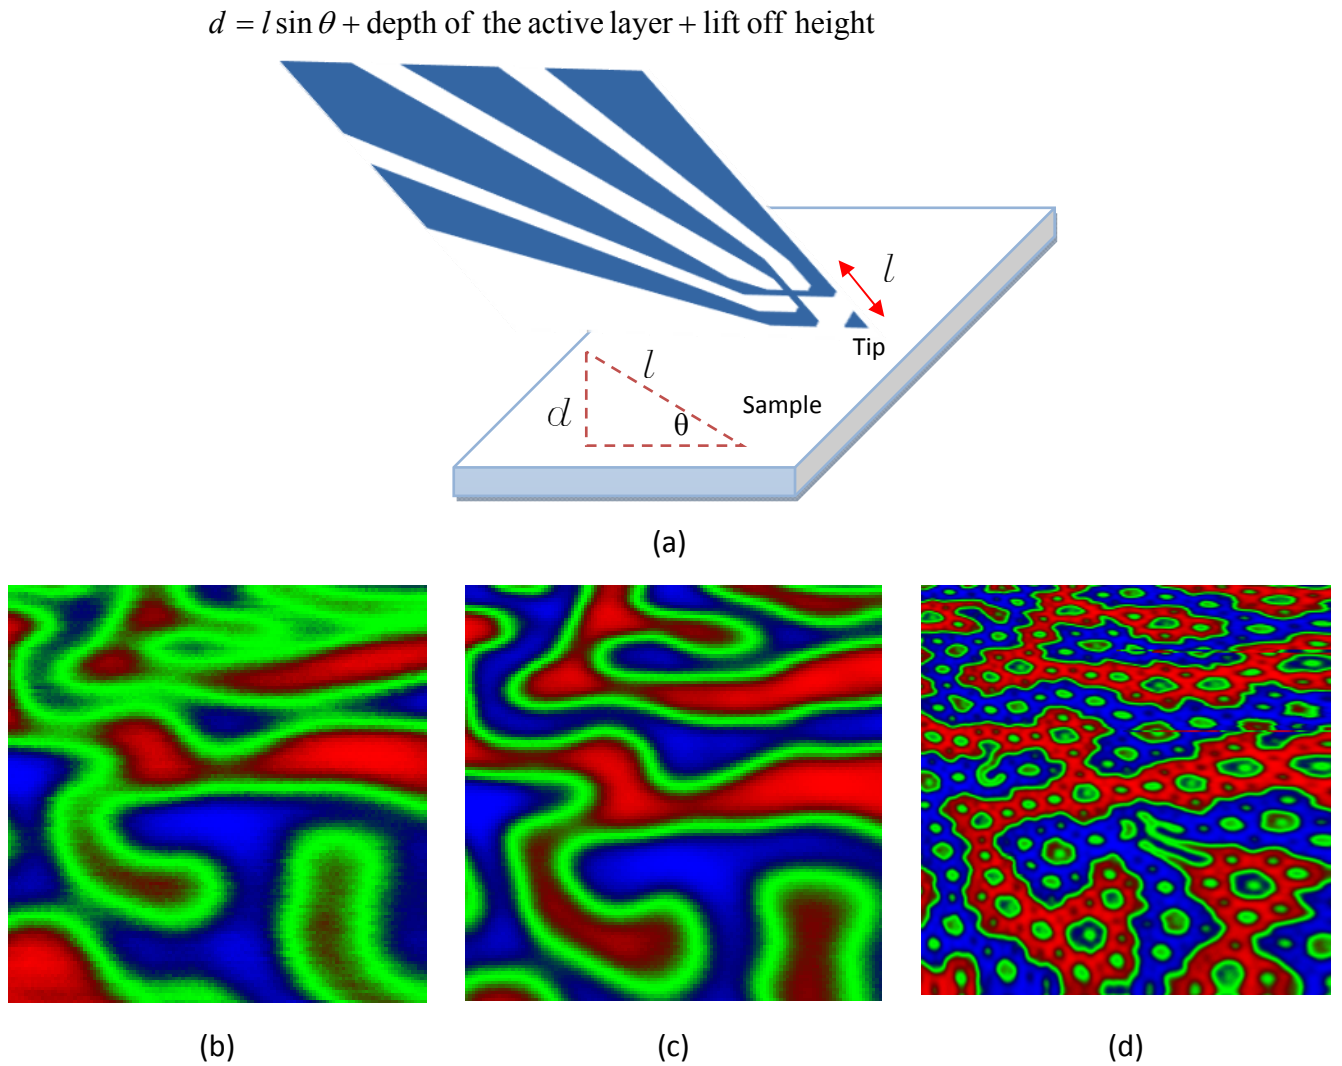 d = l sin θ + depth of the active layer + lift off height
l
Tip
l
d
θ
Sample
(a)
(b)
(c)
(d)